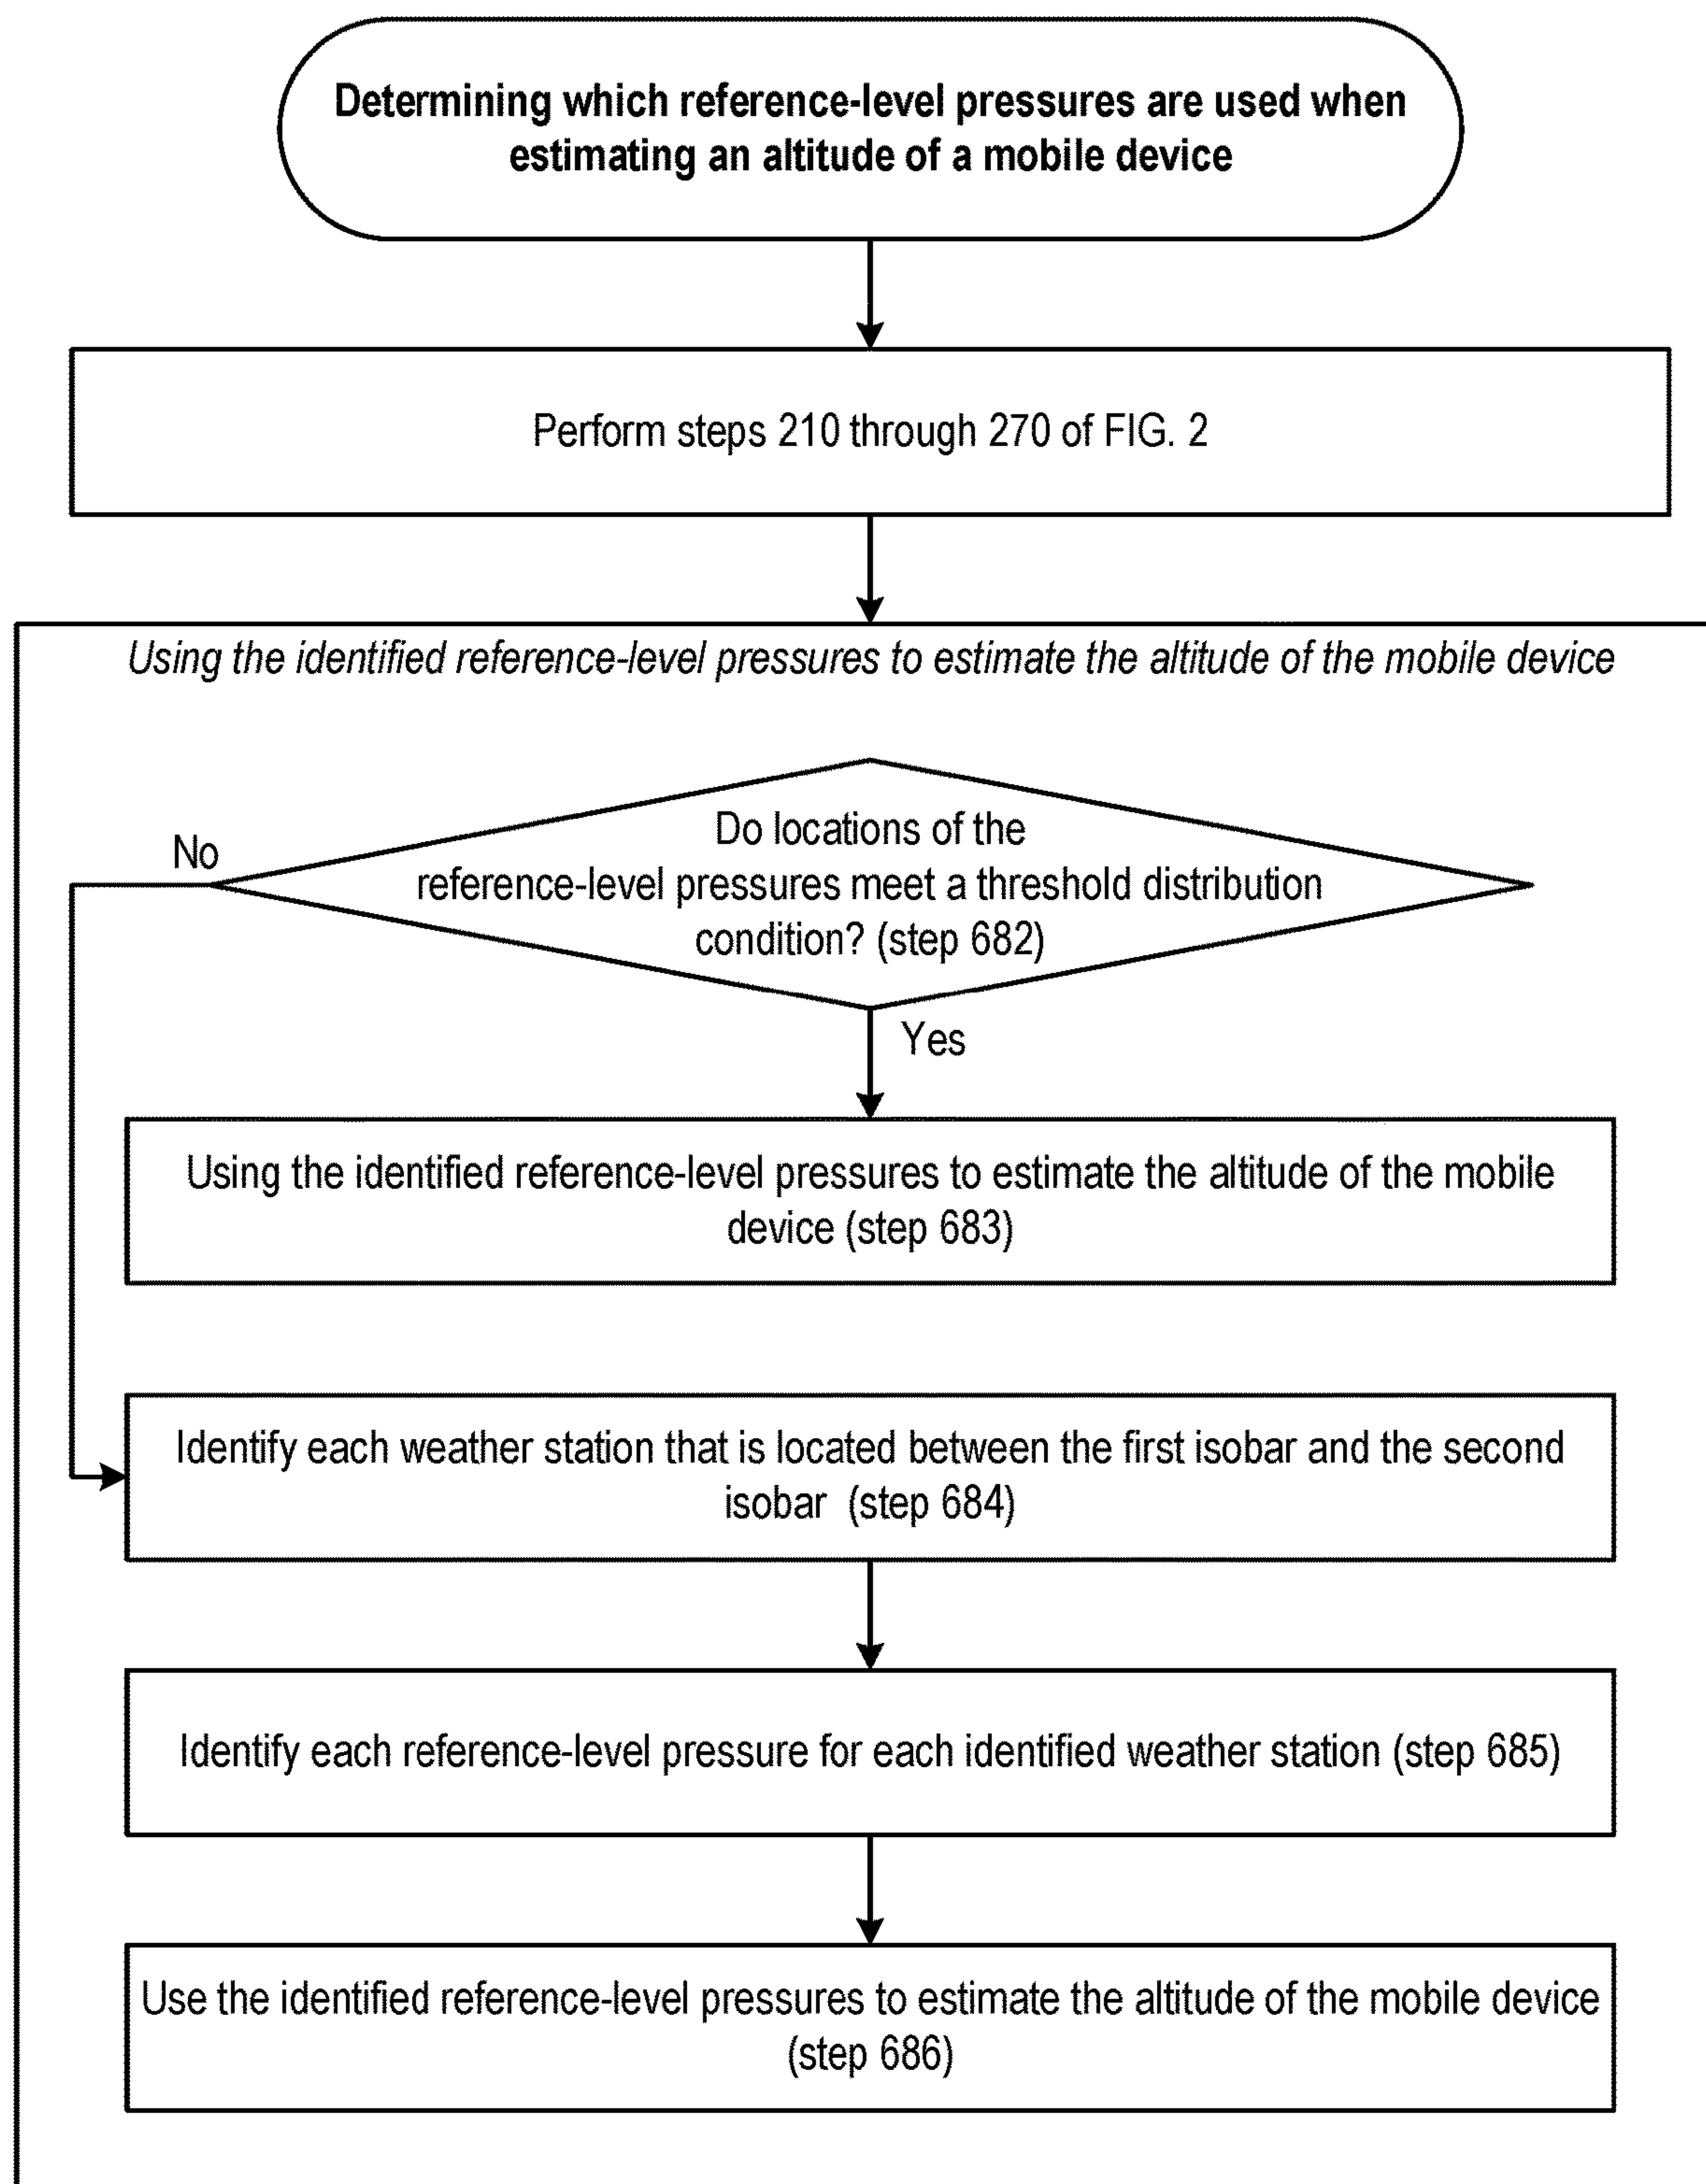 Determining which reference-level pressures are used when
estimating an altitude of a mobile device
Perform steps 210 through 270 of FIG. 2
Using the identified reference-level pressures to estimate the altitude of the mobile device
No
Do locations of the
reference-level pressures meet a threshold distribution
condition? (step 682)
Yes
Using the identified reference-level pressures to estimate the altitude of the mobile
device (step 683)
Identify each weather station that is located between the first isobar and the second
isobar (step 684)
Identify each reference-level pressure for each identified weather station (step 685)
Use the identified reference-level pressures to estimate the altitude of the mobile device
(step 686)